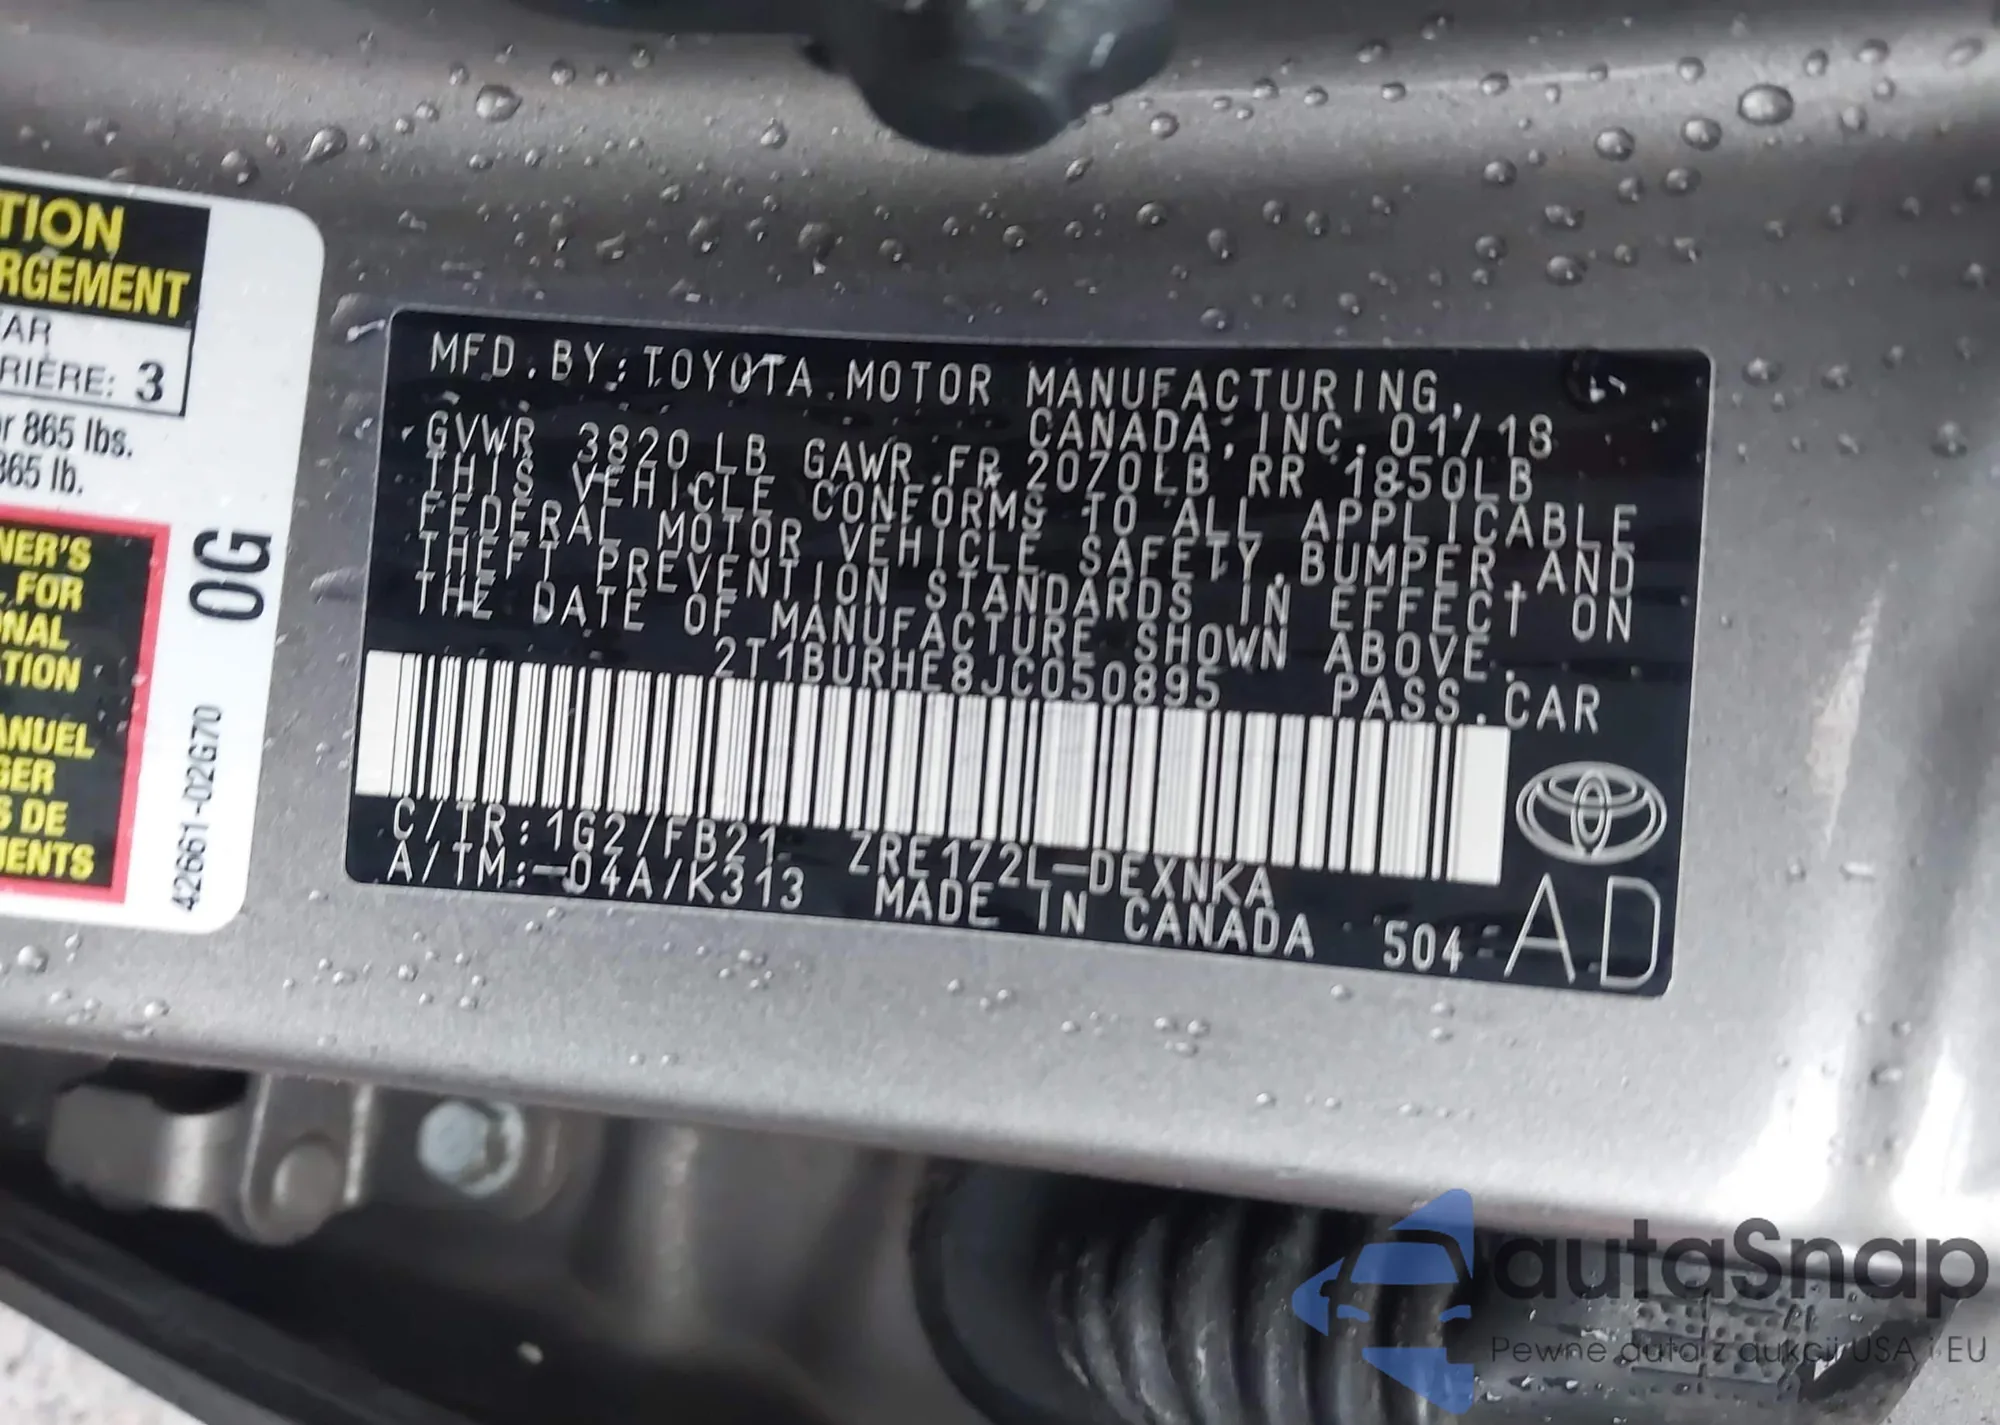 TION
RGEMENT
EAR
RIÈRE: 3
r 865 lbs.
865 lb.
NER'S
FOR
NAL
ATION
ANUEL
GER
S DE
MENTS
0G
42661-02G70
MFD.BY:TOYOTA MOTOR MANUFACTURING,
CANADA,INC.01/18
GVWR 3820 LB GAWR FR 2070LB RR 1850LB
THIS VEHICLE CONFORMS TO ALL APPLICABLE
FEDERAL MOTOR VEHICLE SAFETY,BUMPER,AND
THEFT PREVENTION STANDARDS IN EFFECT ON
THE DATE OF MANUFACTURE SHOWN ABOVE.
2T1BURHE8JC050895 PASS.CAR
C/TR:1G2/FB21 ZRE172L-DEXNKA
A/TM:-04A/K313 MADE IN CANADA 504
AD
autaSnap
Pewne auta z aukcji USA i EU